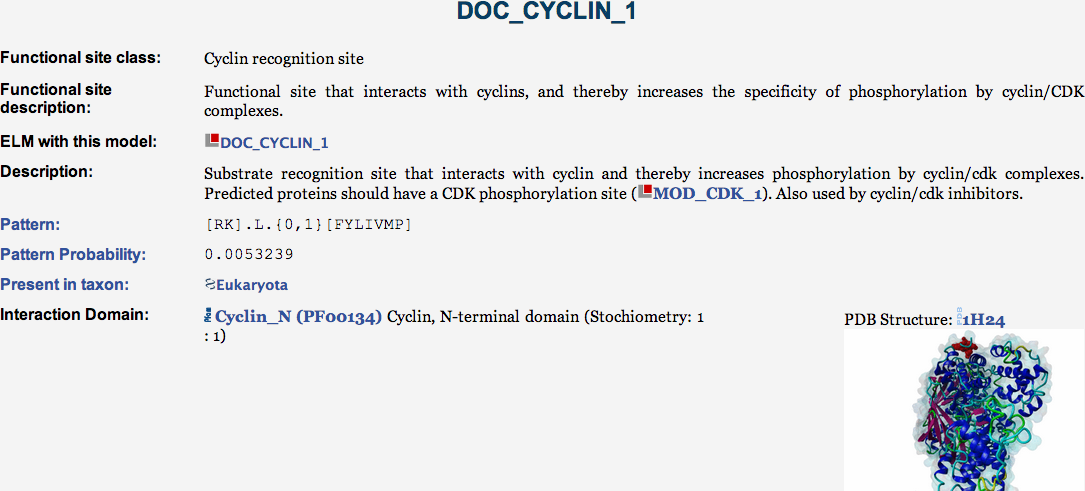 DOC_CYCLIN_1
Functional site class: Cyclin recognition site
Functional site description: Functional site that interacts with cyclins, and thereby increases the specificity of phosphorylation by cyclin/CDK
complexes.
ELM with this model: DOC_CYCLIN_1
Description: Substrate recognition site that interacts with cyclin and thereby increases phosphorylation by cyclin/cdk complexes.
Predicted proteins should have a CDK phosphorylation site (MOD_CDK_1). Also used by cyclin/cdk inhibitors.
Pattern: [RK].L.{0,1}[FYLIVMP]
Pattern Probability: 0.0053239
Present in taxon: Eukaryota
Interaction Domain: Cyclin_N (PF00134) Cyclin, N-terminal domain (Stochiometry: 1
: 1)
PDB Structure: 1H24